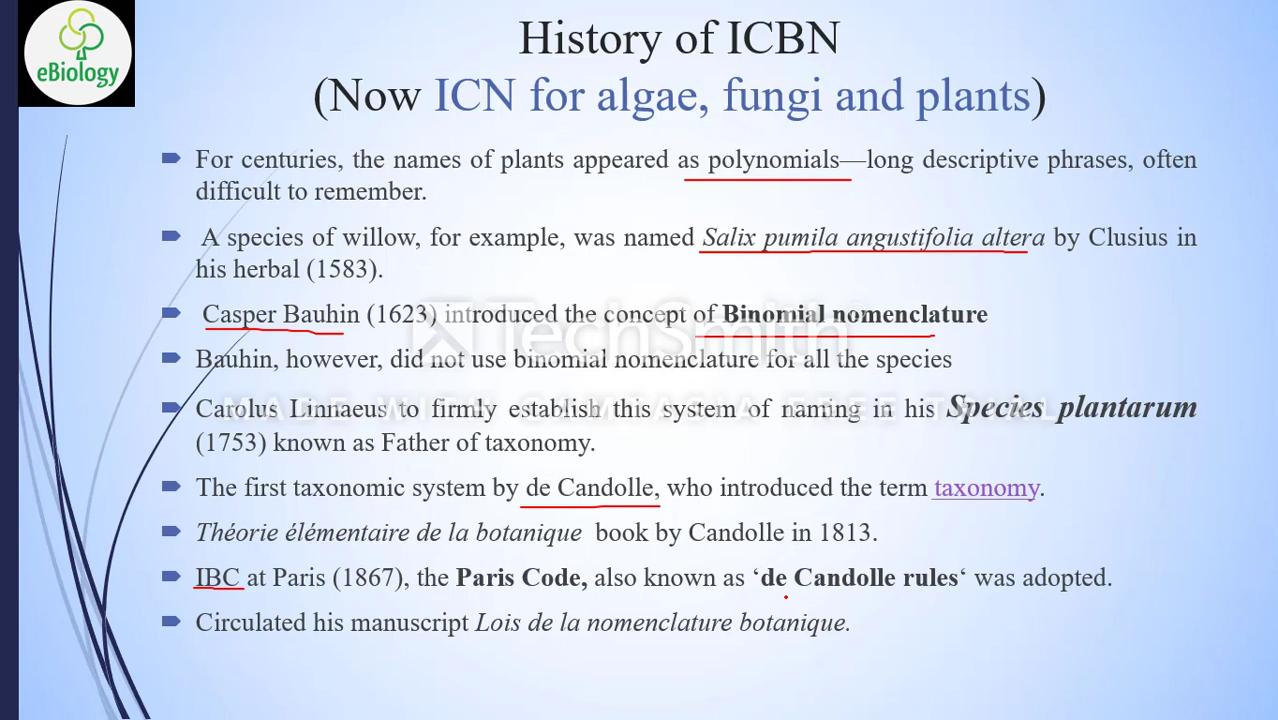 eBiology
History of ICBN
(Now ICN for algae, fungi and plants)
For centuries, the names of plants appeared as polynomials—long descriptive phrases, often
difficult to remember.
A species of willow, for example, was named Salix pumila angustifolia altera by Clusius in
his herbal (1583).
Casper Bauhin (1623) introduced the concept of Binomial nomenclature
Bauhin, however, did not use binomial nomenclature for all the species
Carolus Linnaeus to firmly establish this system of naming in his Species plantarum
(1753) known as Father of taxonomy.
The first taxonomic system by de Candolle, who introduced the term taxonomy.
Théorie élémentaire de la botanique book by Candolle in 1813.
IBC at Paris (1867), the Paris Code, also known as ‘de Candolle rules‘ was adopted.
Circulated his manuscript Lois de la nomenclature botanique.
TechSmith
MADE WITH CAMTASIA FREE TRIAL